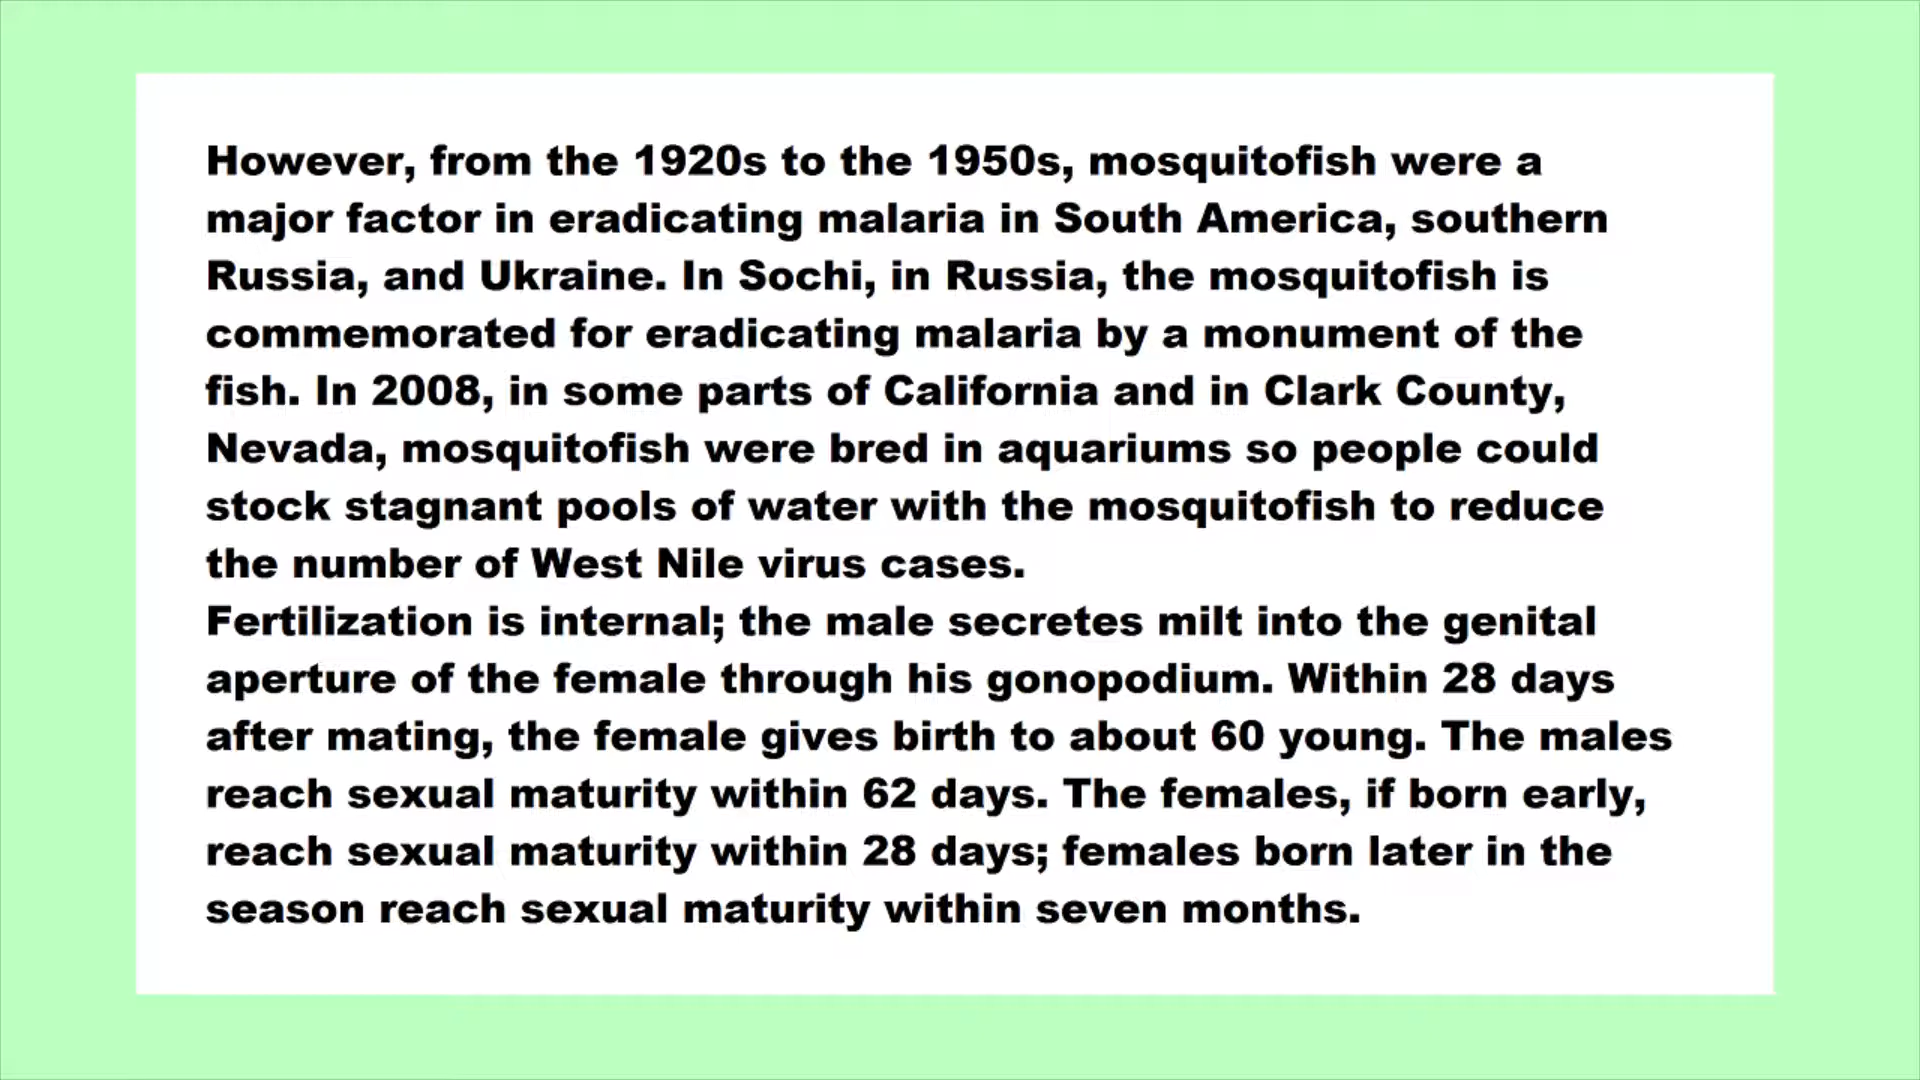 However, from the 1920s to the 1950s, mosquitofish were a
major factor in eradicating malaria in South America, southern
Russia, and Ukraine. In Sochi, in Russia, the mosquitofish is
commemorated for eradicating malaria by a monument of the
fish. In 2008, in some parts of California and in Clark County,
Nevada, mosquitofish were bred in aquariums so people could
stock stagnant pools of water with the mosquitofish to reduce
the number of West Nile virus cases.
Fertilization is internal; the male secretes milt into the genital
aperture of the female through his gonopodium. Within 28 days
after mating, the female gives birth to about 60 young. The males
reach sexual maturity within 62 days. The females, if born early,
reach sexual maturity within 28 days; females born later in the
season reach sexual maturity within seven months.